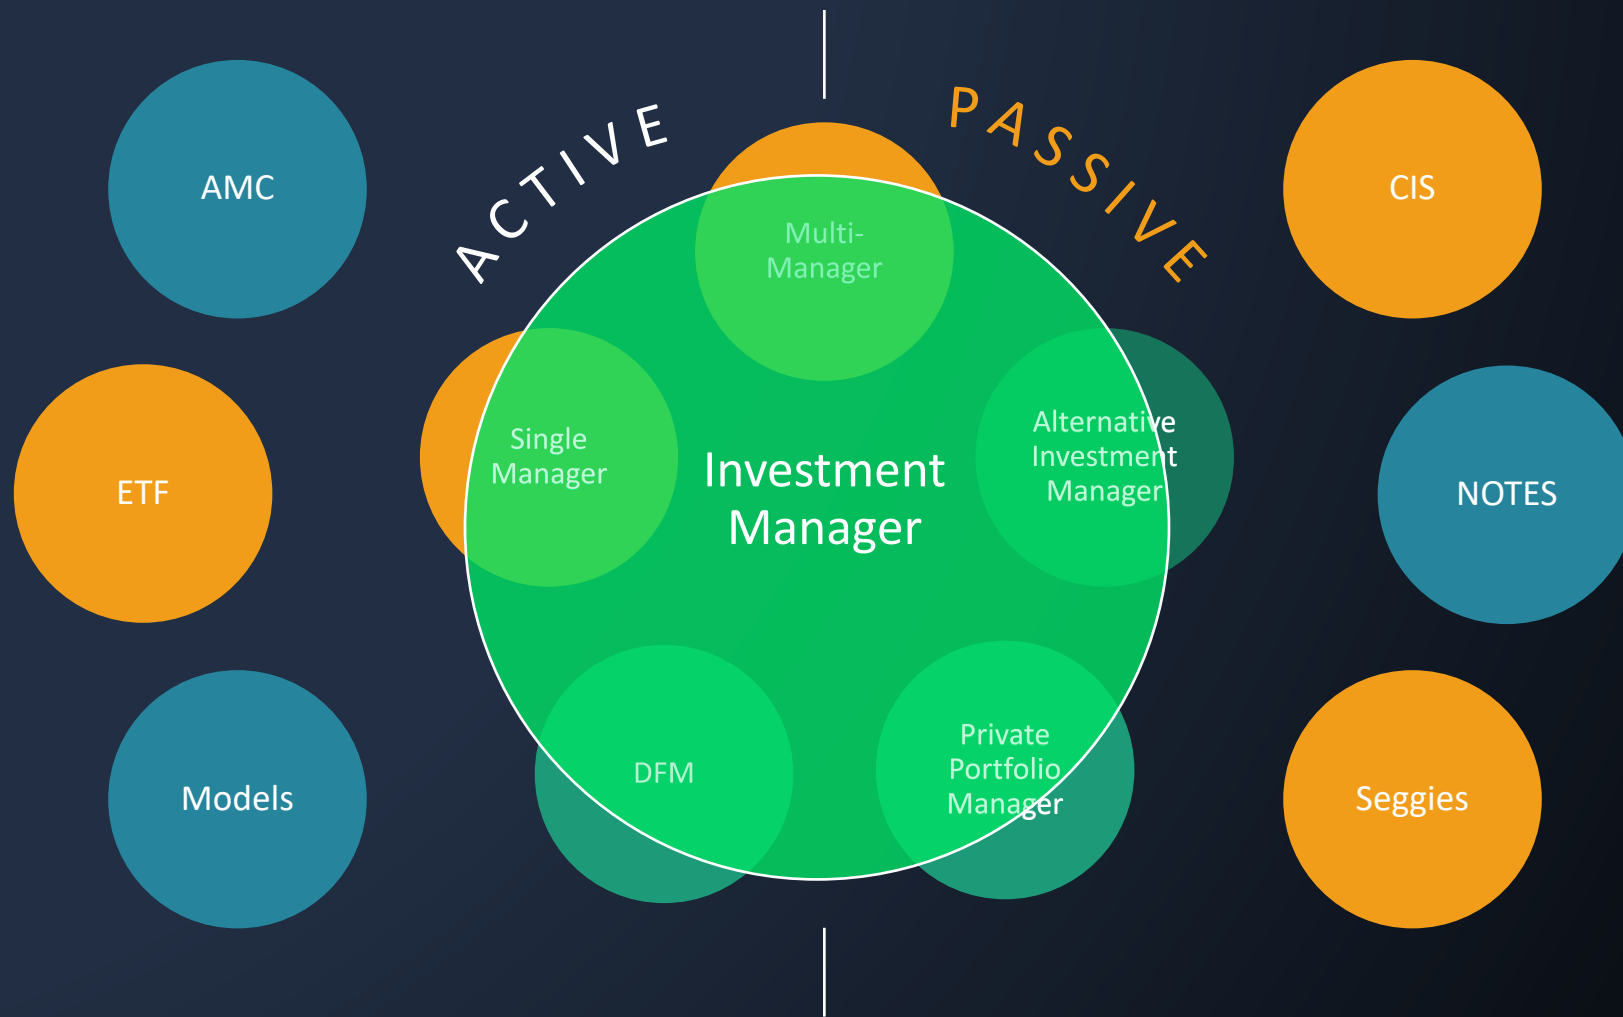 ACTIVE
PASSIVE
AMC
CIS
Multi-
Manager
Single
Manager
Alternative
Investment
Manager
Investment
Manager
ETF
NOTES
DFM
Private
Portfolio
Manager
Models
Seggies